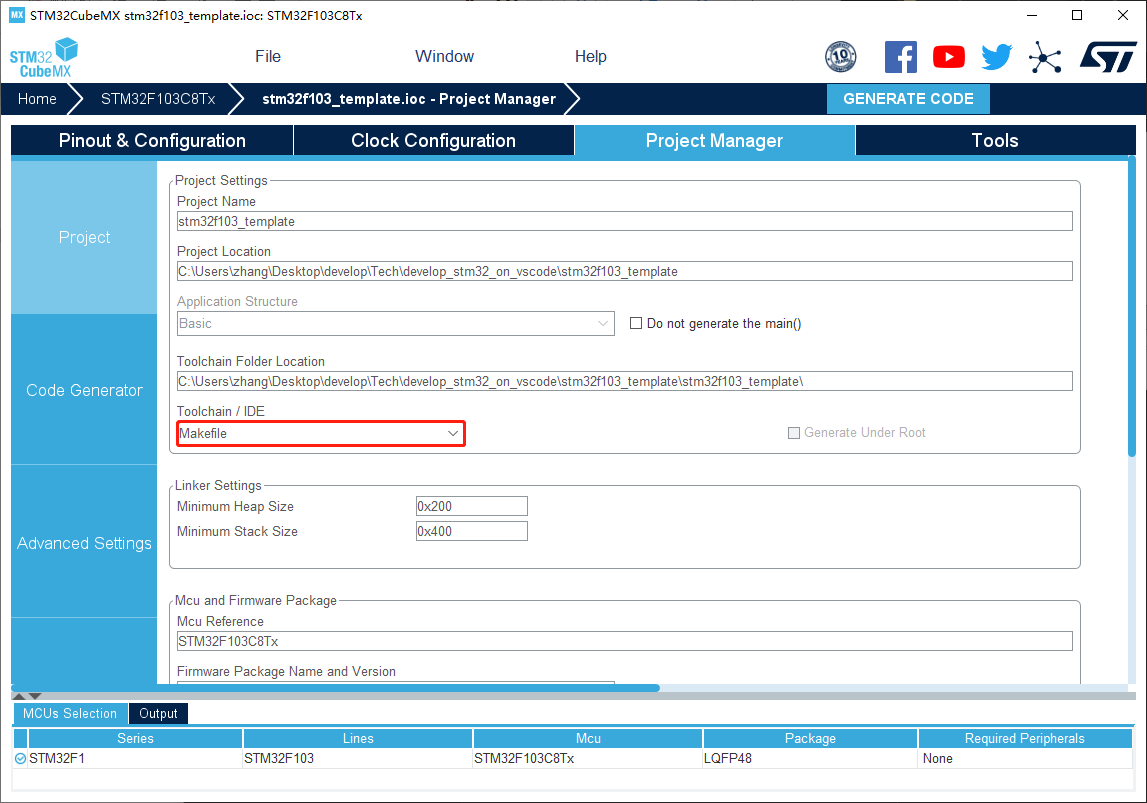 MX STM32CubeMX stm32f103_template.ioc: STM32F103C8Tx
STM32
CubeMX
File Window Help
10
ST
Home STM32F103C8Tx stm32f103_template.ioc - Project Manager GENERATE CODE
Pinout & Configuration Clock Configuration Project Manager Tools
Project
Code Generator
Advanced Settings
Project Settings
Project Name
stm32f103_template
Project Location
C:\Users\zhang\Desktop\develop\Tech\develop_stm32_on_vscode\stm32f103_template
Application Structure
Basic Do not generate the main()
Toolchain Folder Location
C:\Users\zhang\Desktop\develop\Tech\develop_stm32_on_vscode\stm32f103_template\stm32f103_template\
Toolchain / IDE
Makefile Generate Under Root
Linker Settings
Minimum Heap Size 0x200
Minimum Stack Size 0x400
Mcu and Firmware Package
Mcu Reference
STM32F103C8Tx
Firmware Package Name and Version
MCUs Selection Output
Series Lines Mcu Package Required Peripherals
STM32F1 STM32F103 STM32F103C8Tx LQFP48 None